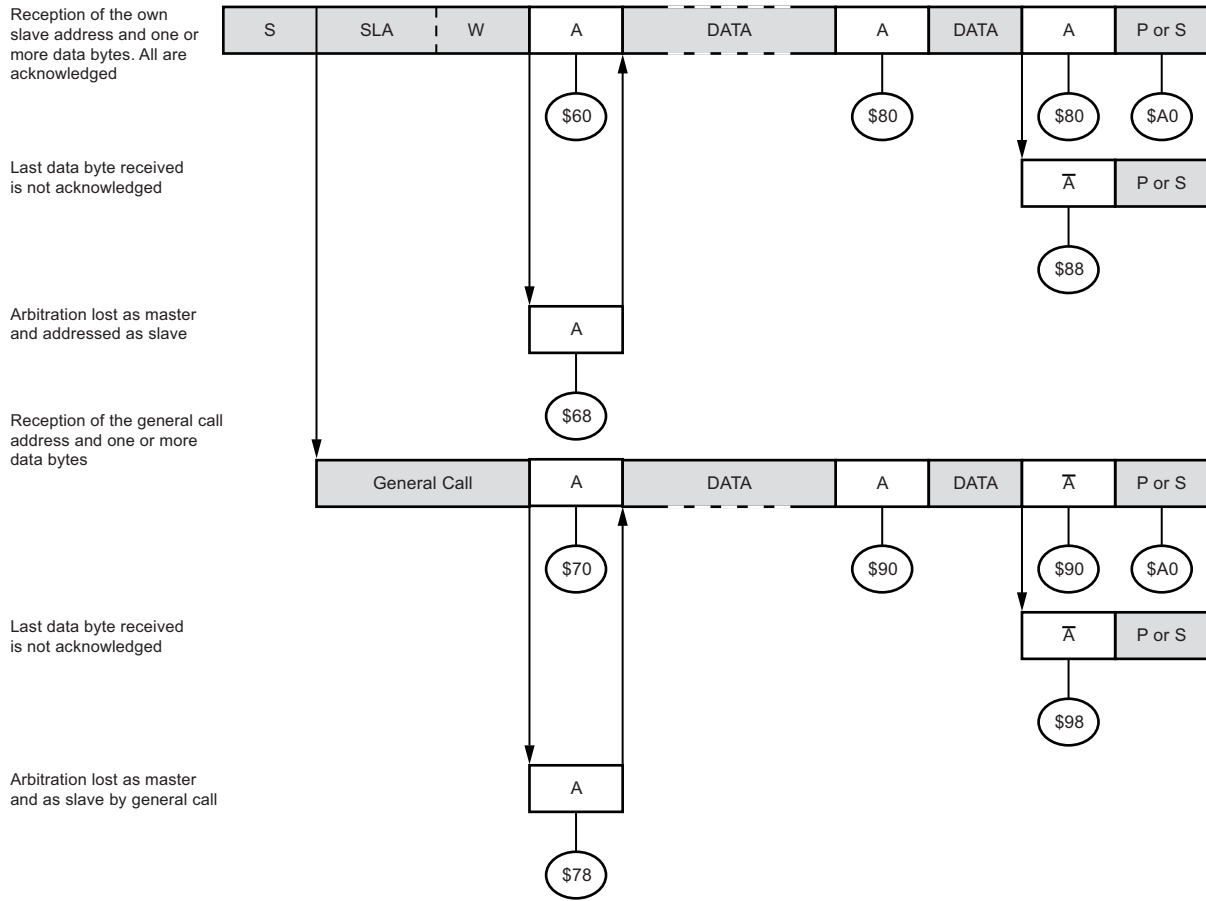 Reception of the own
slave address and one or
more data bytes. All are
acknowledged
S SLA W A DATA A DATA A P or S
$60 $80 $80 $A0
Last data byte received
is not acknowledged
A̅ P or S
$88
Arbitration lost as master
and addressed as slave
A
$68
Reception of the general call
address and one or more
data bytes
General Call A DATA A DATA A̅ P or S
$70 $90 $90 $A0
Last data byte received
is not acknowledged
A̅ P or S
$98
Arbitration lost as master
and as slave by general call
A
$78